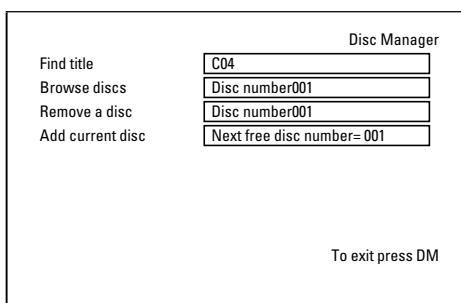 Disc Manager
Find title C04
Browse discs Disc number001
Remove a disc Disc number001
Add current disc Next free disc number= 001
To exit press DM